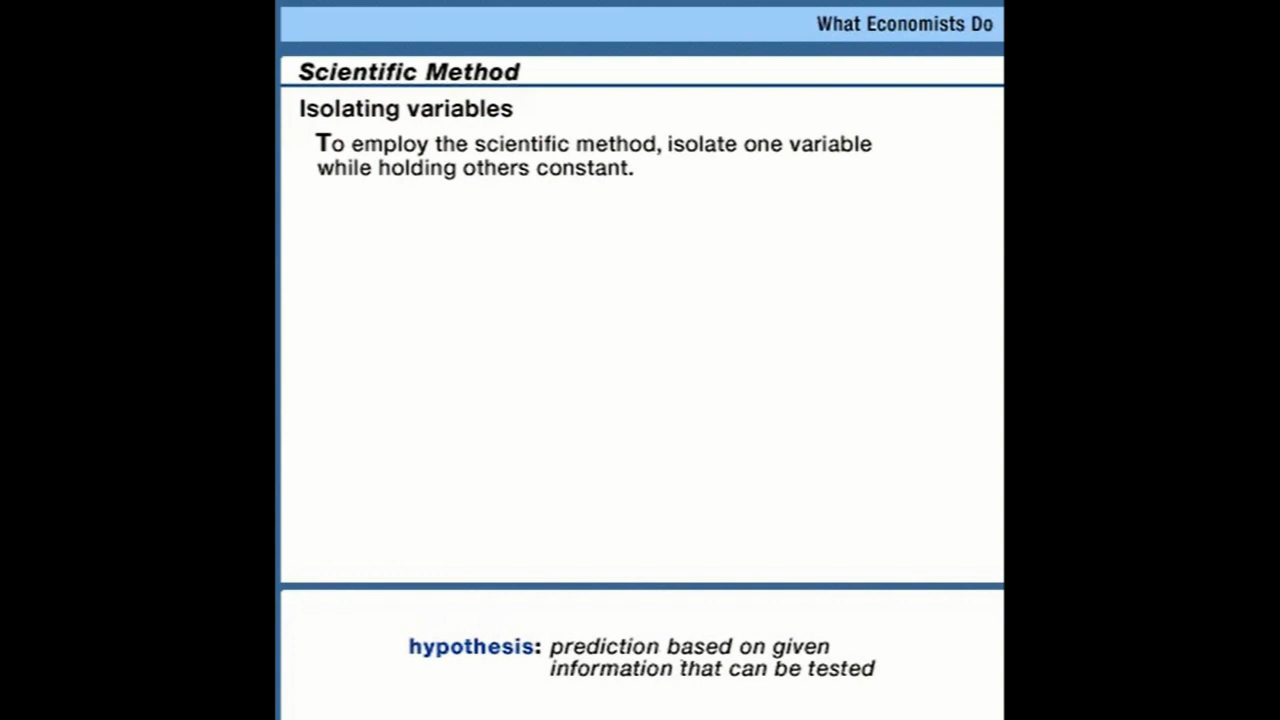 What Economists Do
Scientific Method
Isolating variables
To employ the scientific method, isolate one variable
while holding others constant.
hypothesis: prediction based on given
information that can be tested